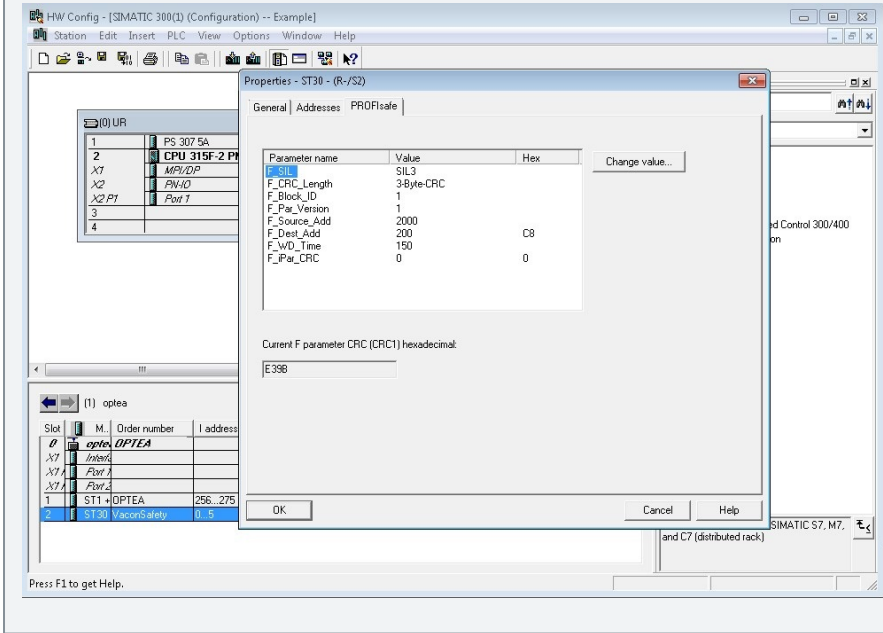 HW Config - [SIMATIC 300(1) (Configuration) -- Example]
Station Edit Insert PLC View Options Window Help
Properties - ST30 - (R-/S2)
General Addresses PROFIsafe
(0) UR
1 PS 307 5A
2 CPU 315F-2 PN
X1 MPI/DP
X2 PN-IO
X2 P1 Port 1
3
4
Parameter name Value Hex
F_SIL SIL3
F_CRC_Length 3-Byte-CRC
F_Block_ID 1
F_Par_Version 1
F_Source_Add 2000
F_Dest_Add 200 C8
F_WD_Time 150
F_iPar_CRC 0 0
Change value...
ed Control 300/400
on
Current F parameter CRC (CRC1) hexadecimal:
E39B
OK Cancel Help
(1) optea
Slot M... Order number I address
0 optea OPTEA
X1 Interfa
X1 Port 1
X1 Port 2
1 ST1 + OPTEA 256...275
2 ST30 VaconSafety 0...5
SIMATIC S7, M7,
and C7 (distributed rack)
Press F1 to get Help.